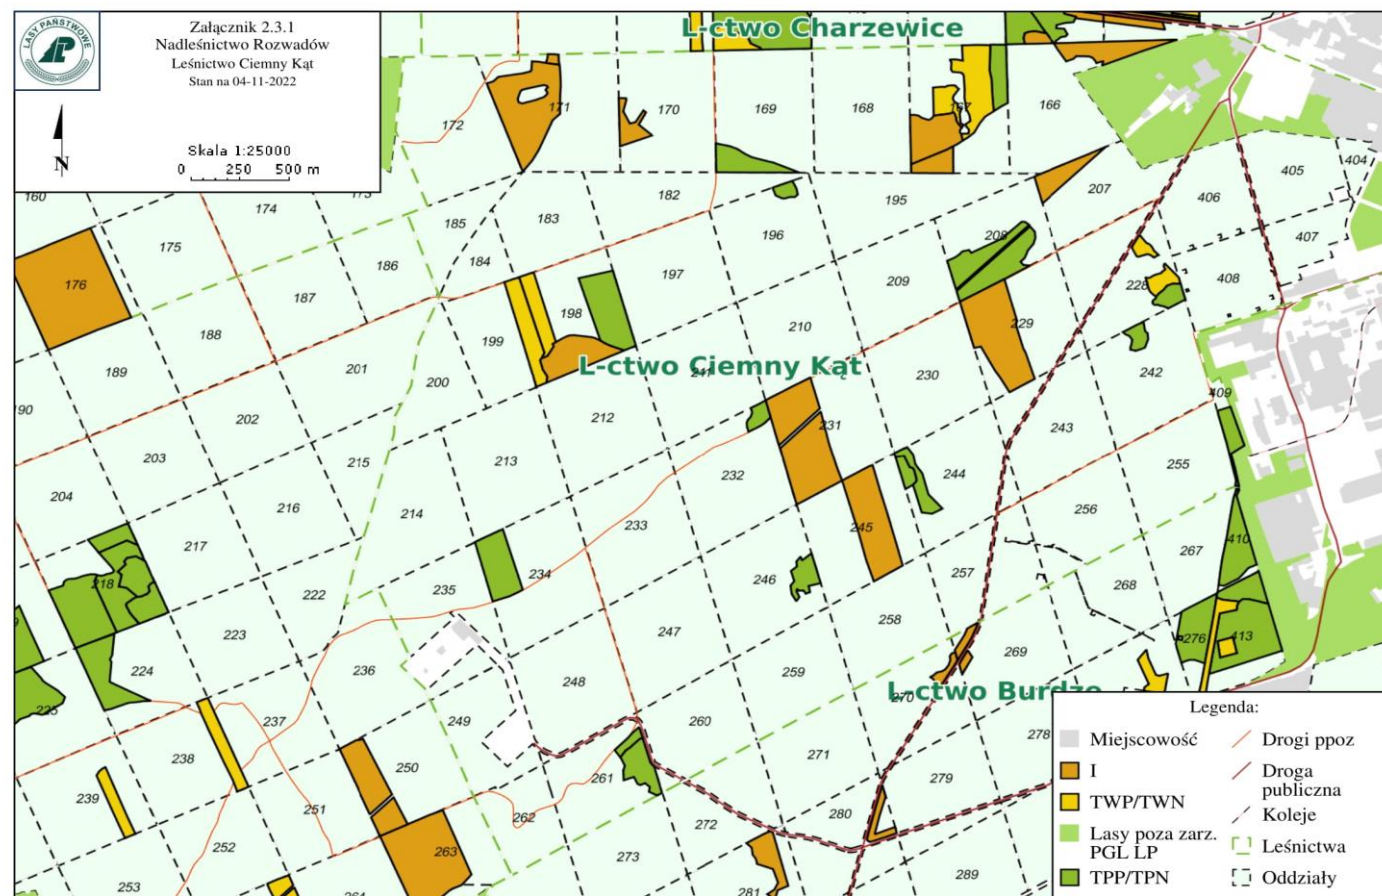 LASY PAŃSTWOWE
Załącznik 2.3.1
Nadleśnictwo Rozwadów
Leśnictwo Ciemny Kąt
Stan na 04-11-2022
N
Skala 1:25000
0 250 500 m
L-ctwo Charzewice
172 171 170 169 168 167 166
160 174 173 185 183 182 195 207 406 405 404
175 186 184 197 196 209 208 228 408 407
176 187 198 210 229
188 199 242
189 201 200 L-ctwo Ciemny Kąt 230 409
190 202 212 211 231 243
203 215 213 232 244 255
204 216 214 233 245 256
217 234 246 257 267 410
218 222 235 268
223 247 258 269 276 413
224 236 248 259 L-ctwo Burdze
225 237 249 260 270
238 250 261 271 278
239 251 262 272 280 279
252 263 273
253 264 281 289
Legenda:
Miejscowość
I
TWP/TWN
Lasy poza zarz.
PGL LP
TPP/TPN
Drogi ppoz
Droga
publiczna
Koleje
Leśnictwa
Oddziały